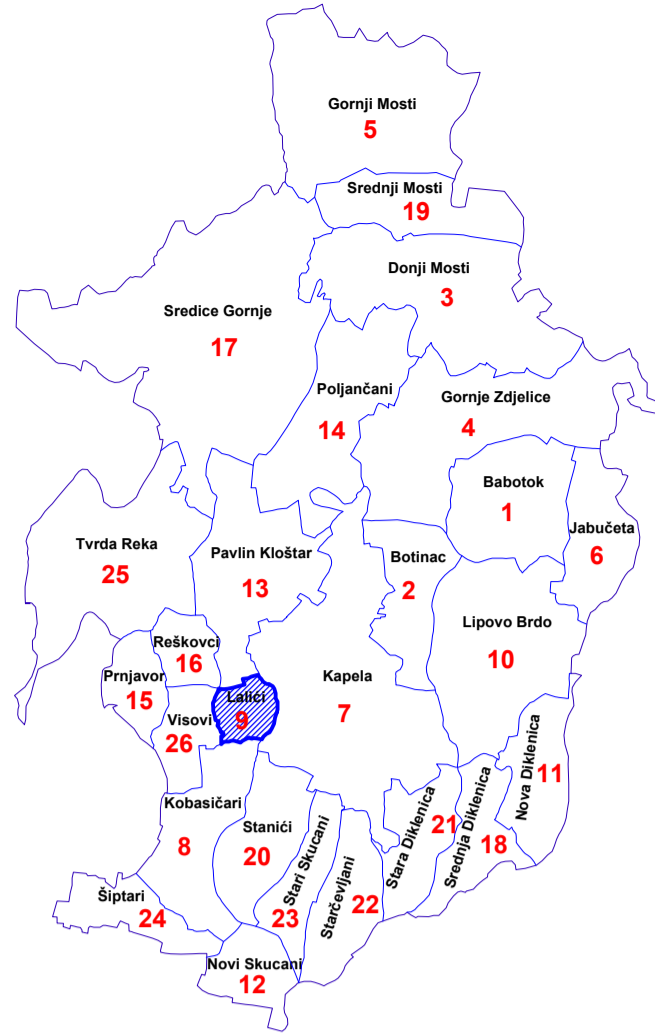 Gornji Mosti
5
Srednji Mosti
19
Donji Mosti
3
Sredice Gornje
17
Poljančani
14
Gornje Zdjelice
4
Babotok
1
Jabučeta
6
Tvrda Reka
25
Pavlin Kloštar
13
Botinac
2
Lipovo Brdo
10
Reškovci
16
Prnjavor
15
Lalići
9
Kapela
7
Visovi
26
Nova Diklenica
11
Kobasičari
8
Stanići
20
Stari Skucani
23
Starčevljani
22
Stara Diklenica
21
Srednja Diklenica
18
Šiptari
24
Novi Skucani
12